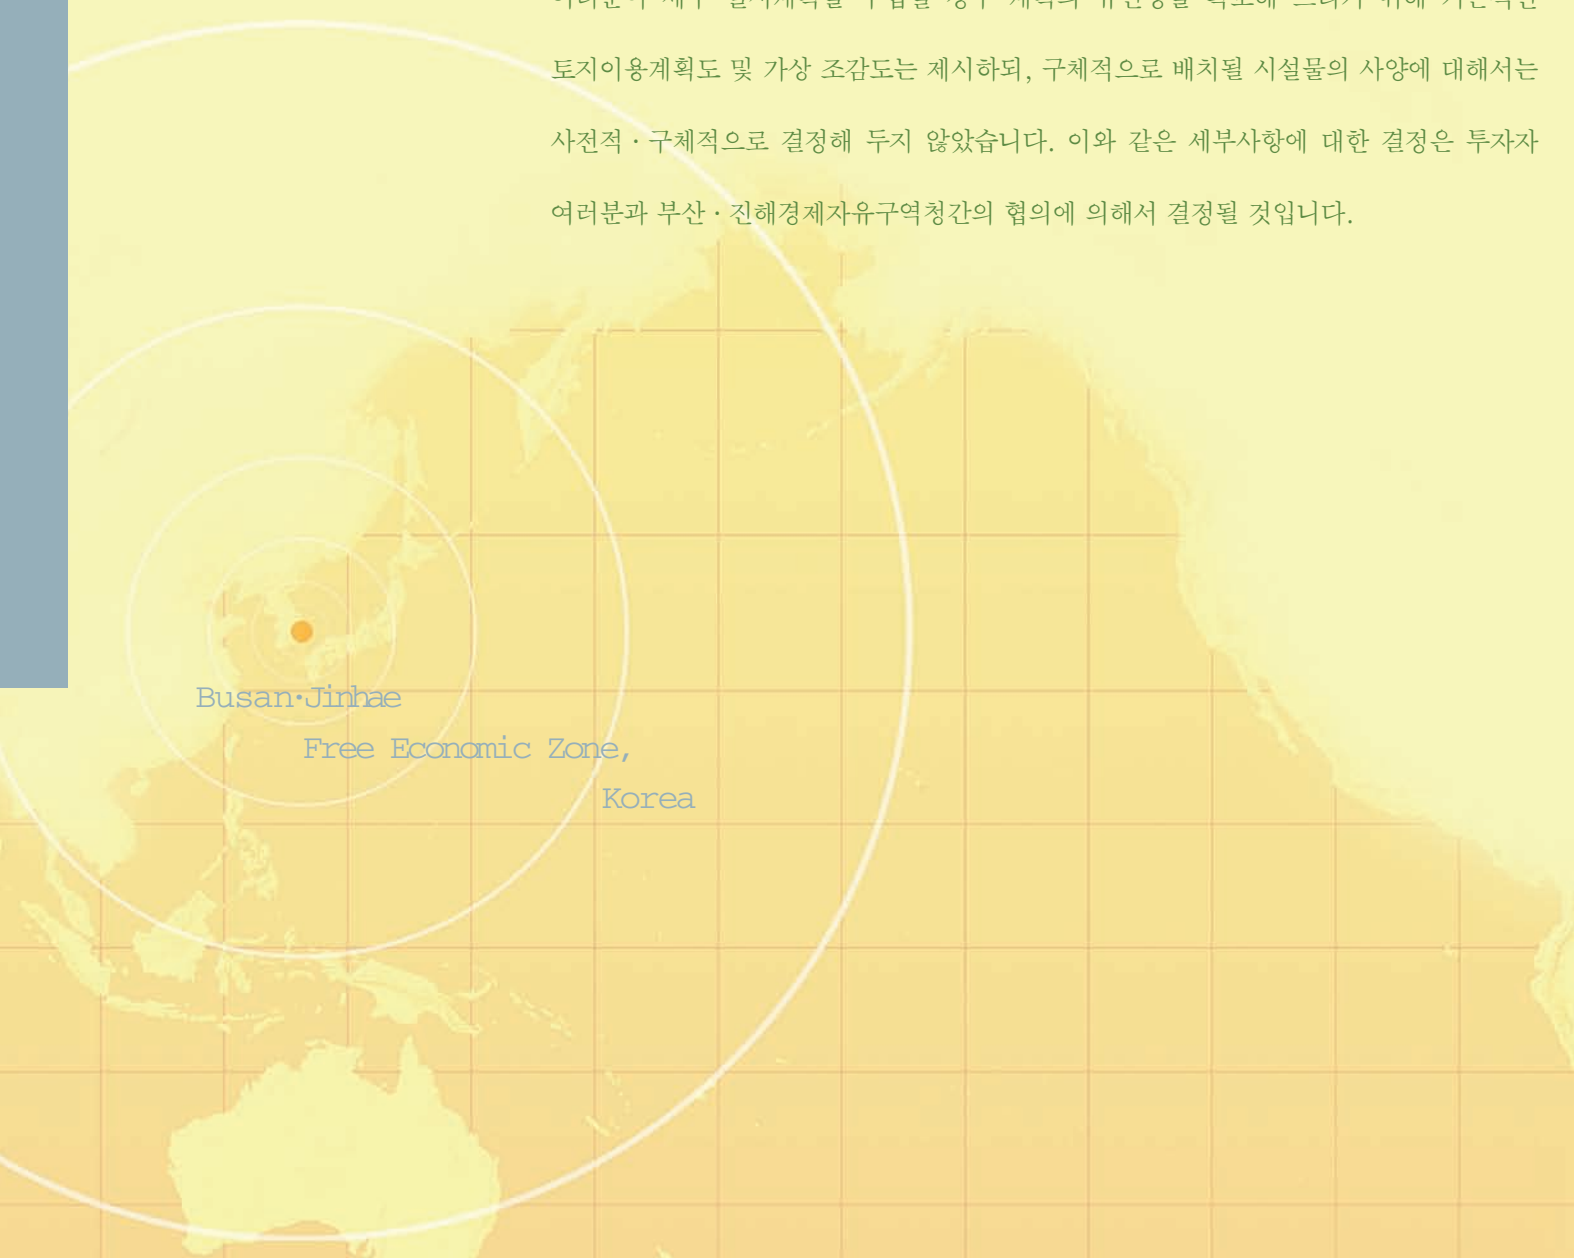 토지이용계획도 및 가상 조감도는 제시하되, 구체적으로 배치될 시설물의 사양에 대해서는
사전적·구체적으로 결정해 두지 않았습니다. 이와 같은 세부사항에 대한 결정은 투자자
여러분과 부산·진해경제자유구역청간의 협의에 의해서 결정될 것입니다.
Busan·Jinhae
Free Economic Zone,
Korea